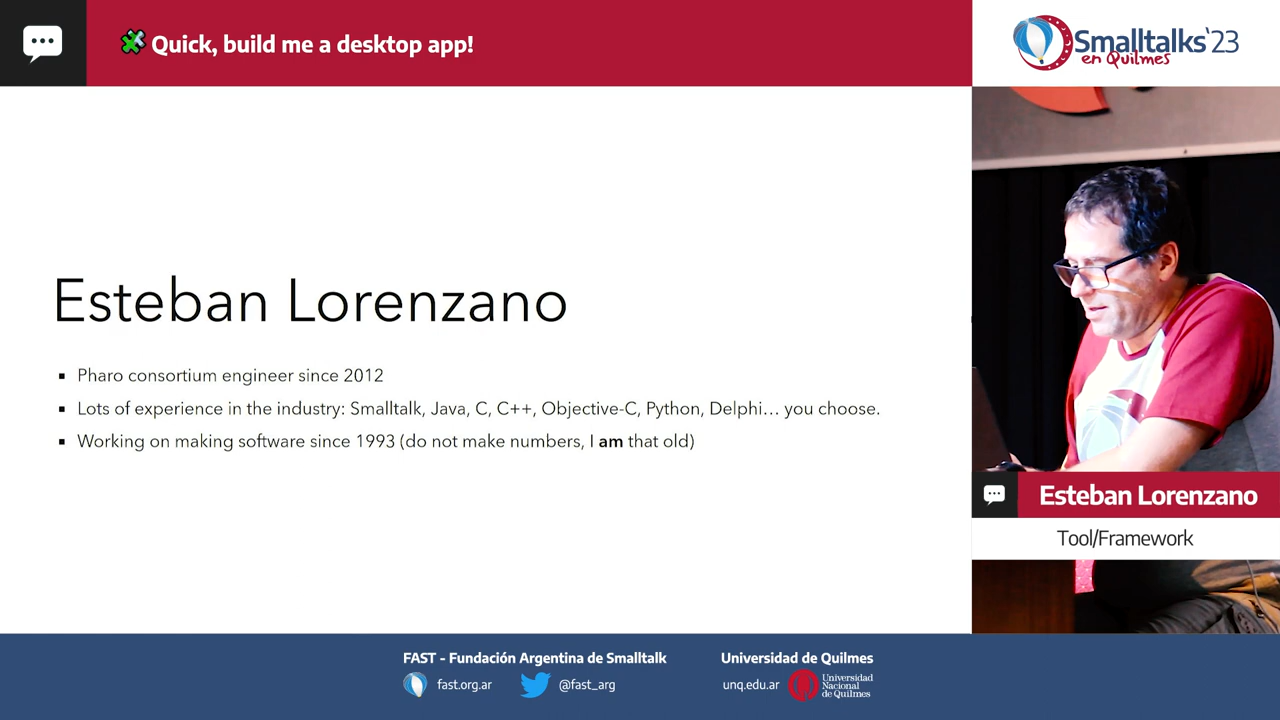 Quick, build me a desktop app!
Smalltalks'23
en Quilmes
Esteban Lorenzano
▪ Pharo consortium engineer since 2012
▪ Lots of experience in the industry: Smalltalk, Java, C, C++, Objective-C, Python, Delphi... you choose.
▪ Working on making software since 1993 (do not make numbers, I am that old)
Esteban Lorenzano
Tool/Framework
FAST - Fundación Argentina de Smalltalk
fast.org.ar
@fast_arg
Universidad de Quilmes
unq.edu.ar
Universidad
Nacional
de Quilmes